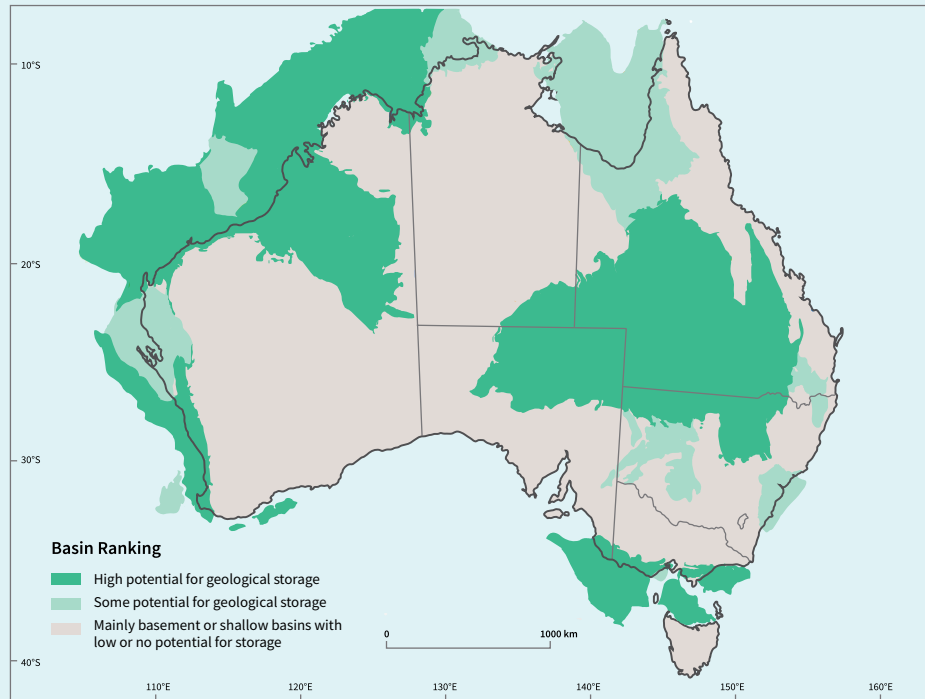 10°S
20°S
30°S
40°S
Basin Ranking
High potential for geological storage
Some potential for geological storage
Mainly basement or shallow basins with
low or no potential for storage
0 1000 km
110°E 120°E 130°E 140°E 150°E 160°E